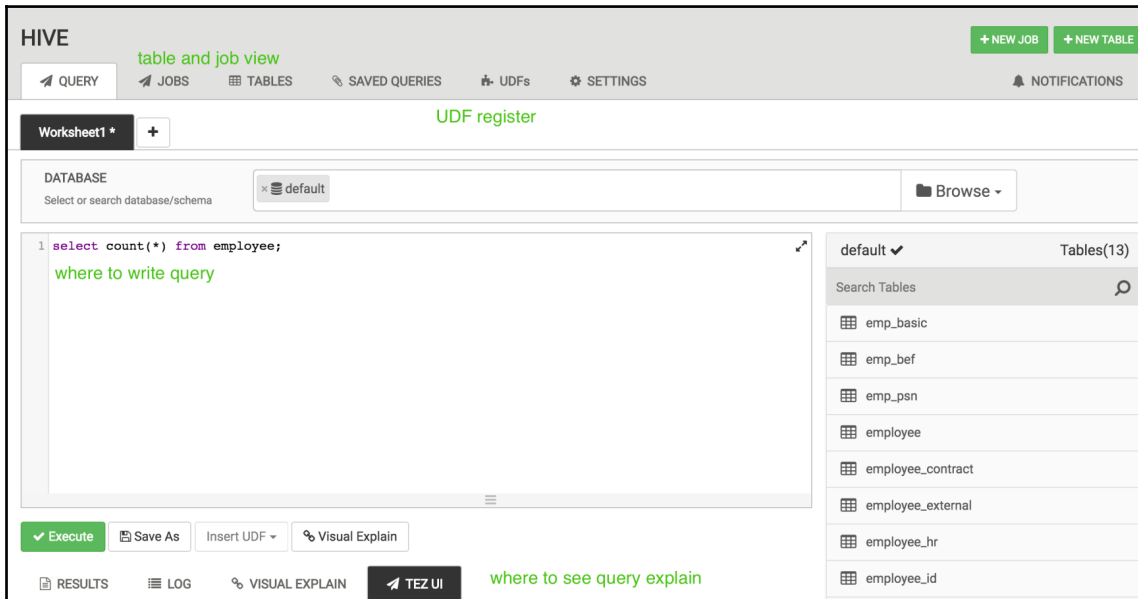 HIVE
+ NEW JOB + NEW TABLE
table and job view
QUERY JOBS TABLES SAVED QUERIES UDFs SETTINGS NOTIFICATIONS
UDF register
Worksheet1 * +
DATABASE
Select or search database/schema
× default
Browse
1 select count(*) from employee;
where to write query
default Tables(13)
Search Tables
emp_basic
emp_bef
emp_psn
employee
employee_contract
employee_external
employee_hr
employee_id
Execute Save As Insert UDF Visual Explain
RESULTS LOG VISUAL EXPLAIN TEZ UI where to see query explain